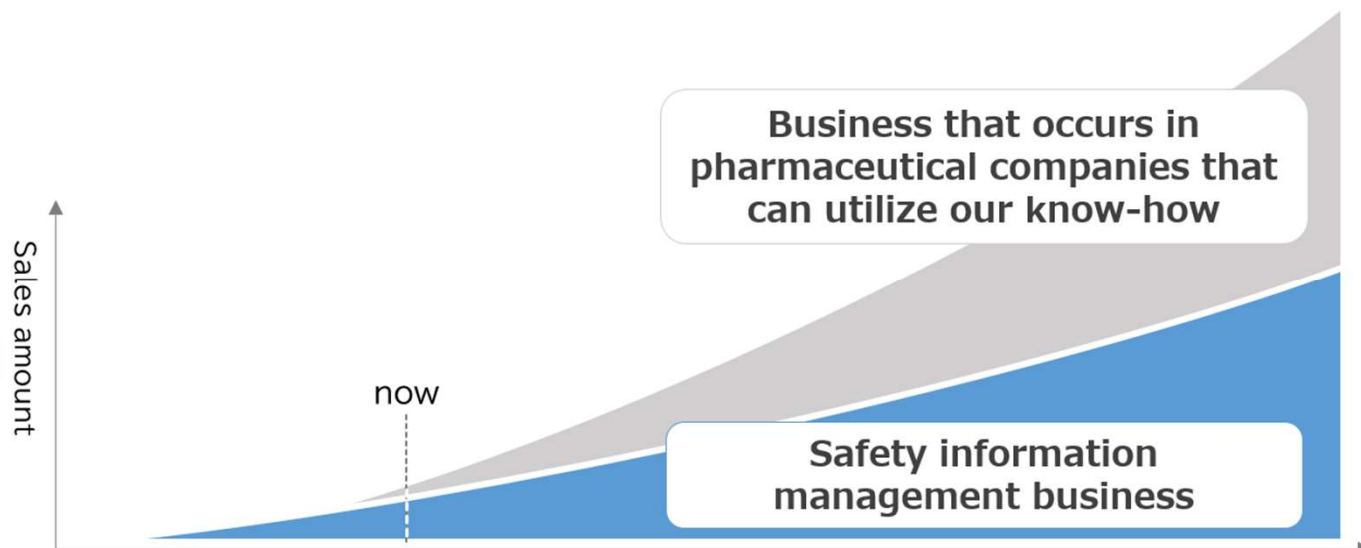 Business that occurs in
pharmaceutical companies that
can utilize our know-how
Sales amount
now
Safety information
management business